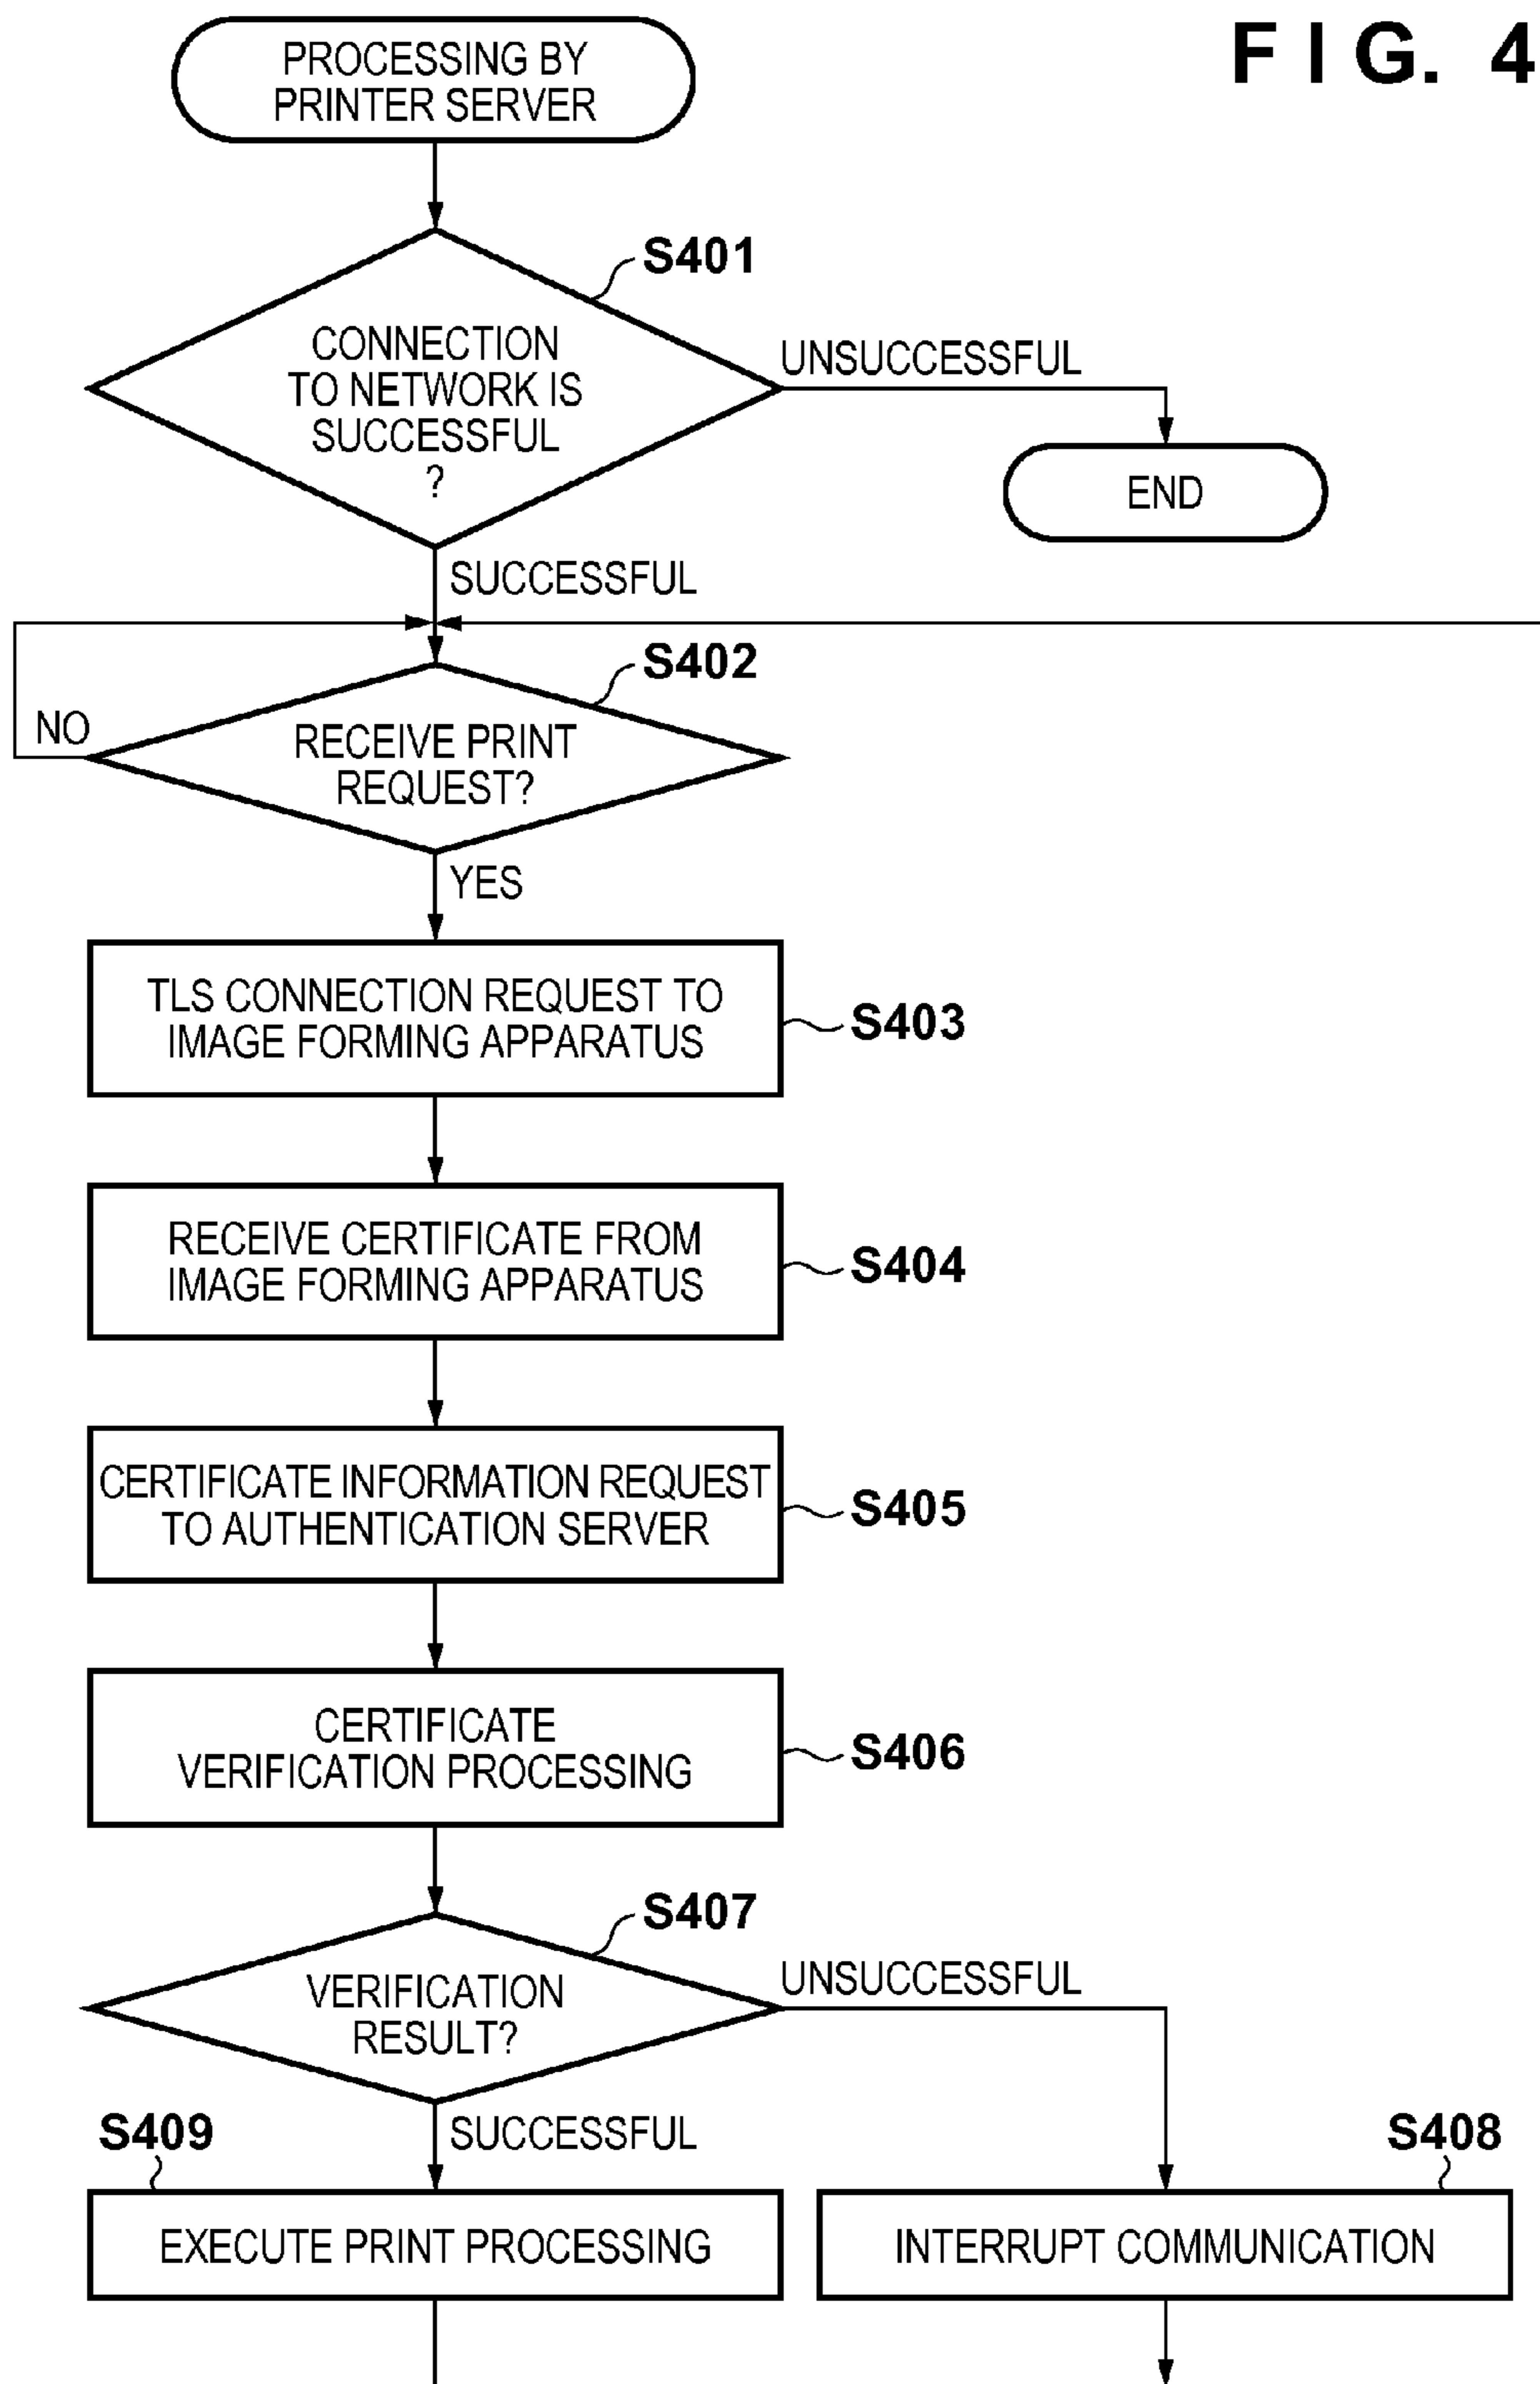 FIG. 4
PROCESSING BY
PRINTER SERVER
S401
CONNECTION
TO NETWORK IS
SUCCESSFUL
?
UNSUCCESSFUL
END
SUCCESSFUL
S402
NO
RECEIVE PRINT
REQUEST?
YES
TLS CONNECTION REQUEST TO
IMAGE FORMING APPARATUS
S403
RECEIVE CERTIFICATE FROM
IMAGE FORMING APPARATUS
S404
CERTIFICATE INFORMATION REQUEST
TO AUTHENTICATION SERVER
S405
CERTIFICATE
VERIFICATION PROCESSING
S406
S407
VERIFICATION
RESULT?
UNSUCCESSFUL
SUCCESSFUL
S409
S408
EXECUTE PRINT PROCESSING
INTERRUPT COMMUNICATION